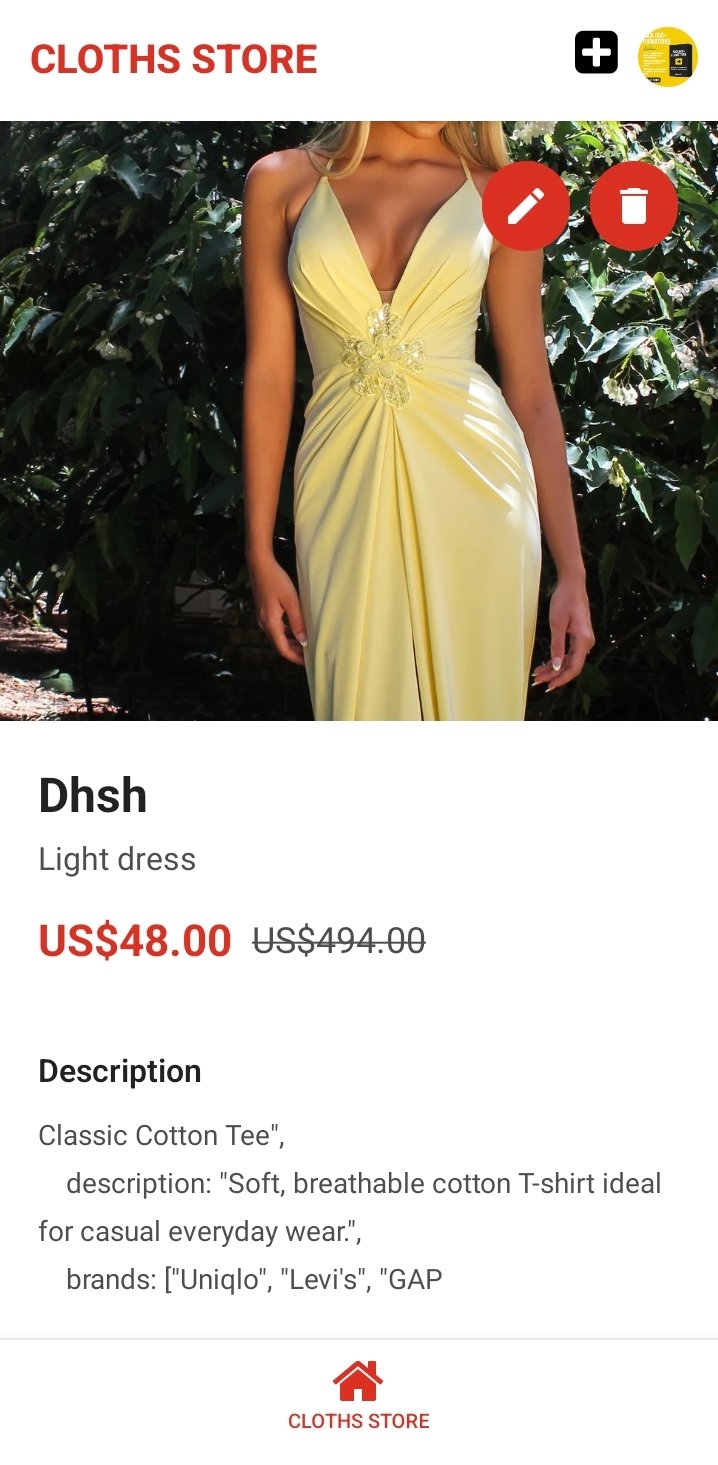 CLOTHS STORE
Dhsh
Light dress
US$48.00 US$494.00
Description
Classic Cotton Tee",
description: "Soft, breathable cotton T-shirt ideal
for casual everyday wear.",
brands: ["Uniqlo", "Levi's", "GAP
CLOTHS STORE